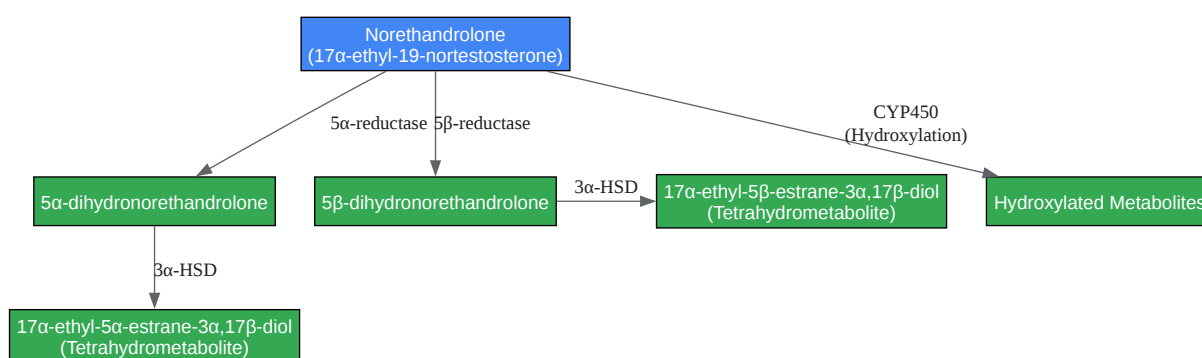 Norethandrolone
(17α-ethyl-19-nortestosterone)
5α-reductase
5β-reductase
CYP450
(Hydroxylation)
5α-dihydronorethandrolone
5β-dihydronorethandrolone
3α-HSD
17α-ethyl-5β-estrane-3α,17β-diol
(Tetrahydrometabolite)
Hydroxylated Metabolites
3α-HSD
17α-ethyl-5α-estrane-3α,17β-diol
(Tetrahydrometabolite)